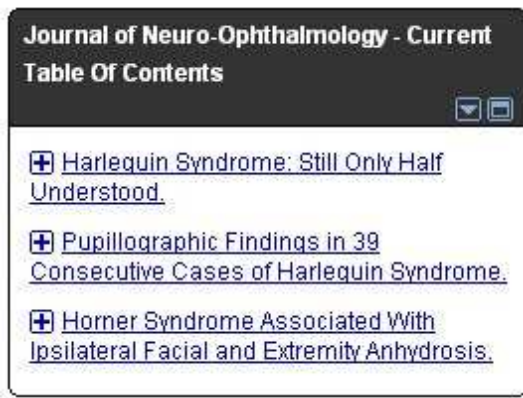 Journal of Neuro-Ophthalmology - Current
Table Of Contents
Harlequin Syndrome: Still Only Half
Understood.
Pupillographic Findings in 39
Consecutive Cases of Harlequin Syndrome.
Horner Syndrome Associated With
Ipsilateral Facial and Extremity Anhydrosis.